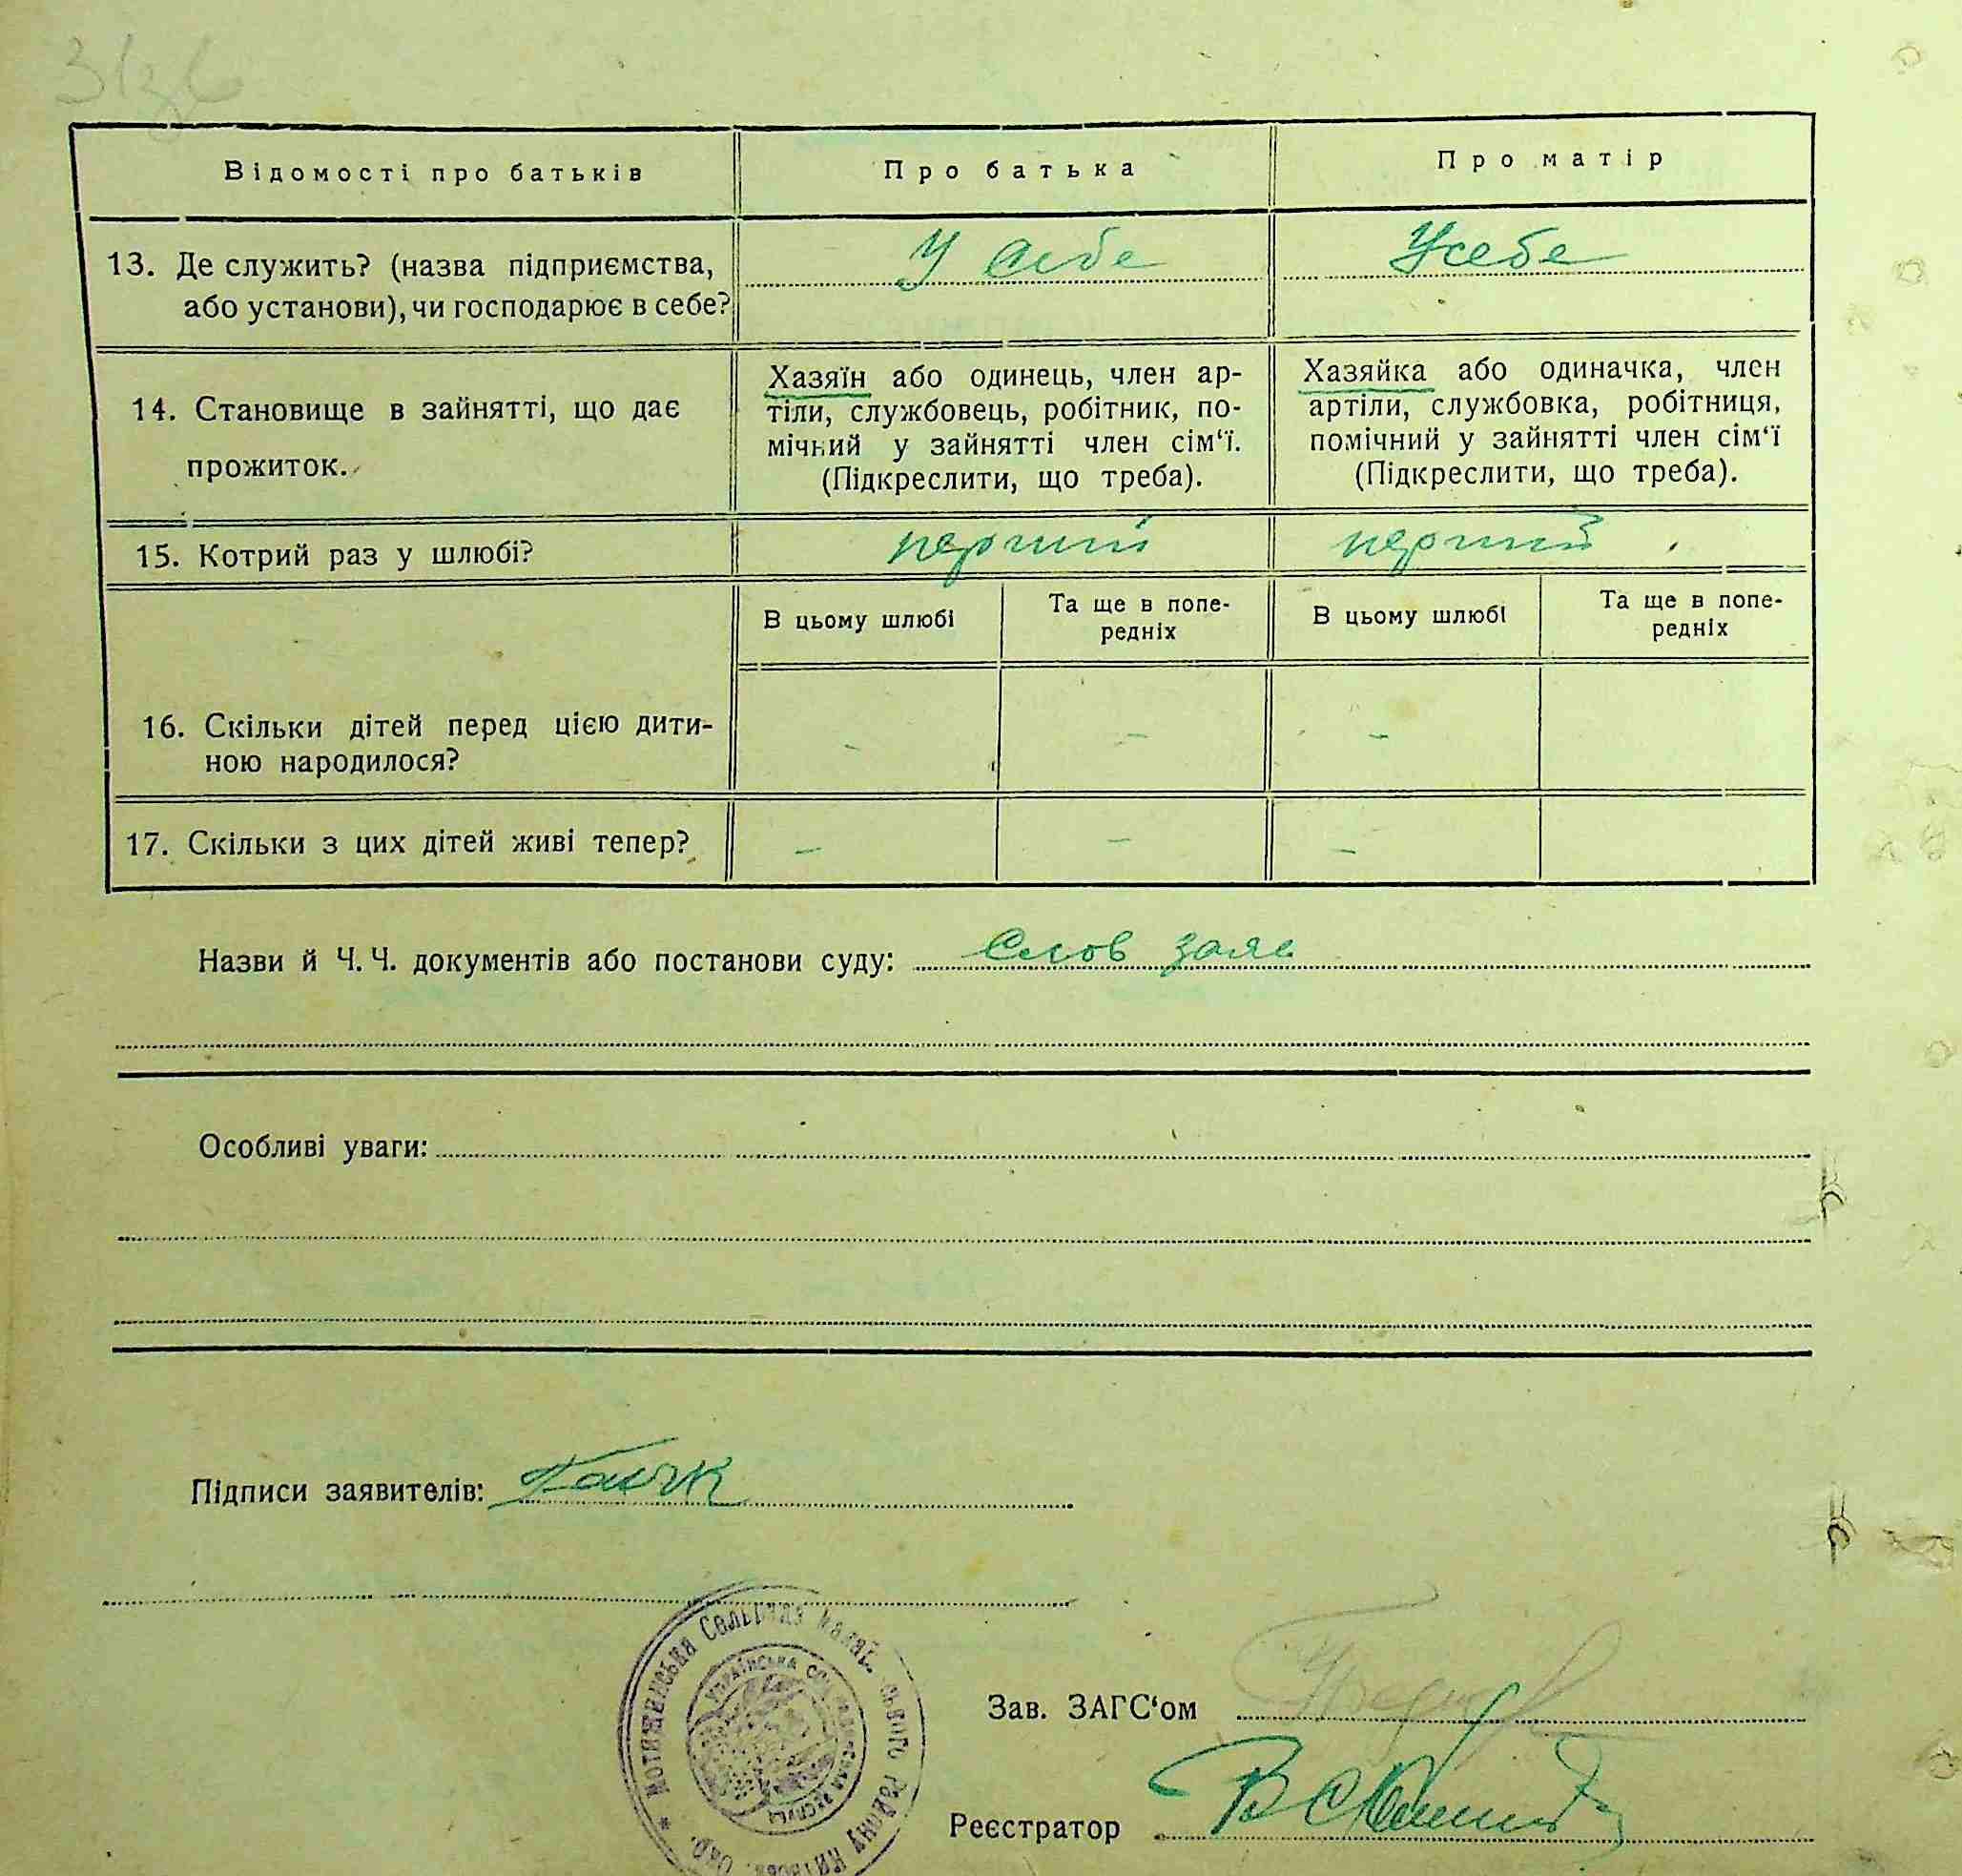 Відомості про батьків
Про батька
Про матір
13. Де служить? (назва підприємства,
або установи), чи господарює в себе?
У себе
Усебе
14. Становище в зайнятті, що дає
прожиток.
Хазяїн або одинець, член ар-
тіли, службовець, робітник, по-
мічний у зайнятті член сім‘ї.
(Підкреслити, що треба).
Хазяйка або одиначка, член
артіли, службовка, робітниця,
помічний у зайнятті член сім‘ї
(Підкреслити, що треба).
15. Котрий раз у шлюбі?
перший
перший
В цьому шлюбі
Та ще в попе-
редніх
В цьому шлюбі
Та ще в попе-
редніх
16. Скільки дітей перед цією дити-
ною народилося?
-
-
-
17. Скільки з цих дітей живі тепер?
-
-
-
Назви й Ч. Ч. документів або постанови суду: Слов заяв
Особливі уваги:
Підписи заявителів:
Зав. ЗАГС‘ом
Реєстратор